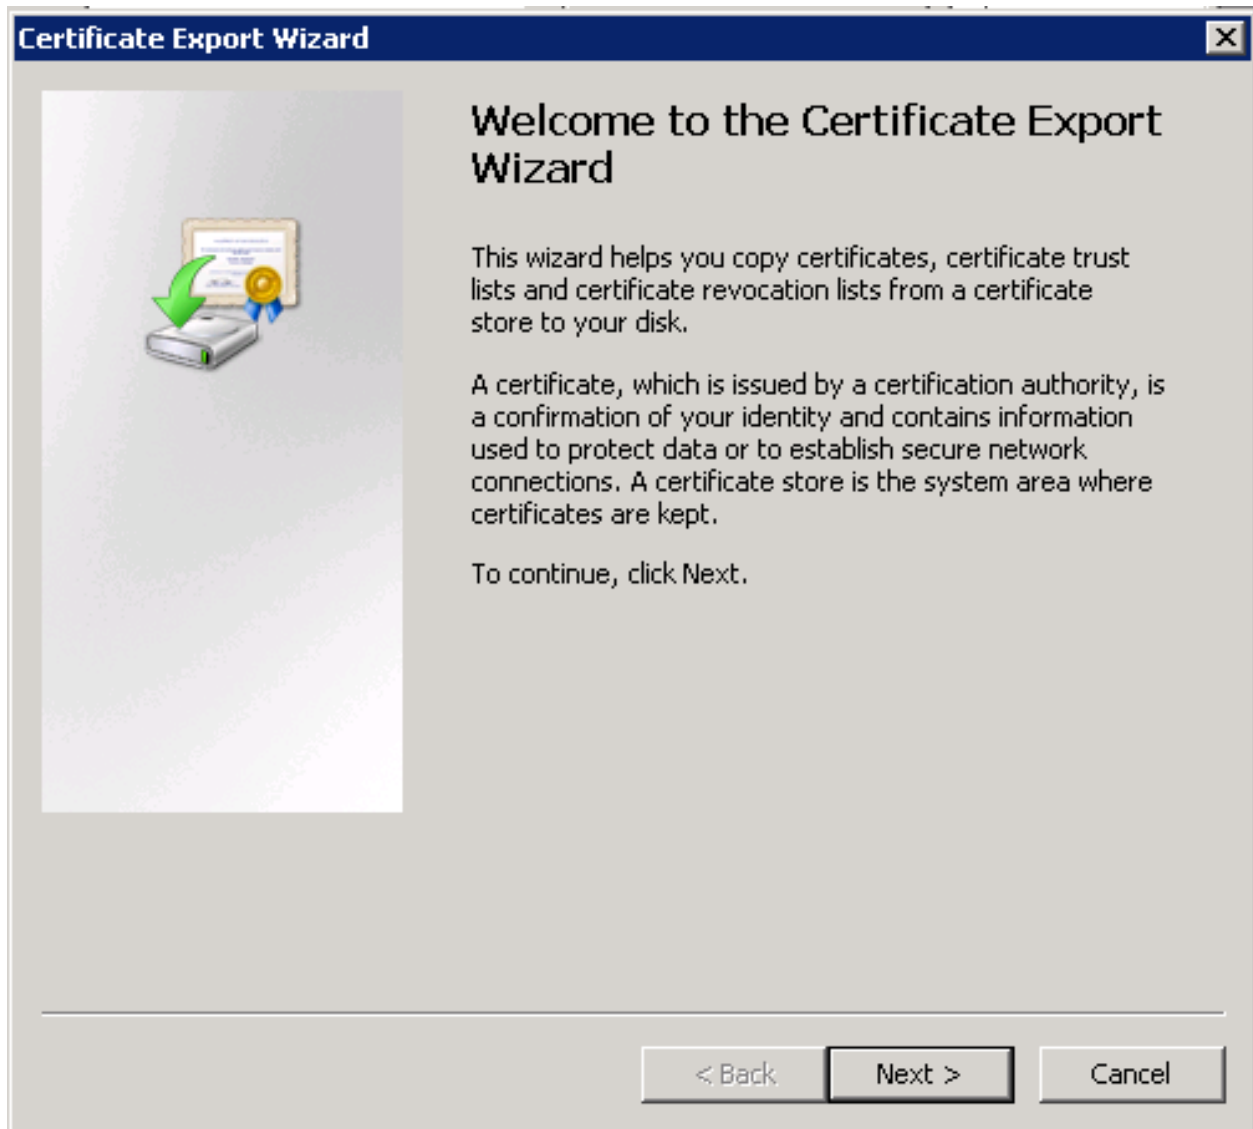 Certificate Export Wizard
Welcome to the Certificate Export
Wizard
This wizard helps you copy certificates, certificate trust
lists and certificate revocation lists from a certificate
store to your disk.
A certificate, which is issued by a certification authority, is
a confirmation of your identity and contains information
used to protect data or to establish secure network
connections. A certificate store is the system area where
certificates are kept.
To continue, click Next.
< Back
Next >
Cancel